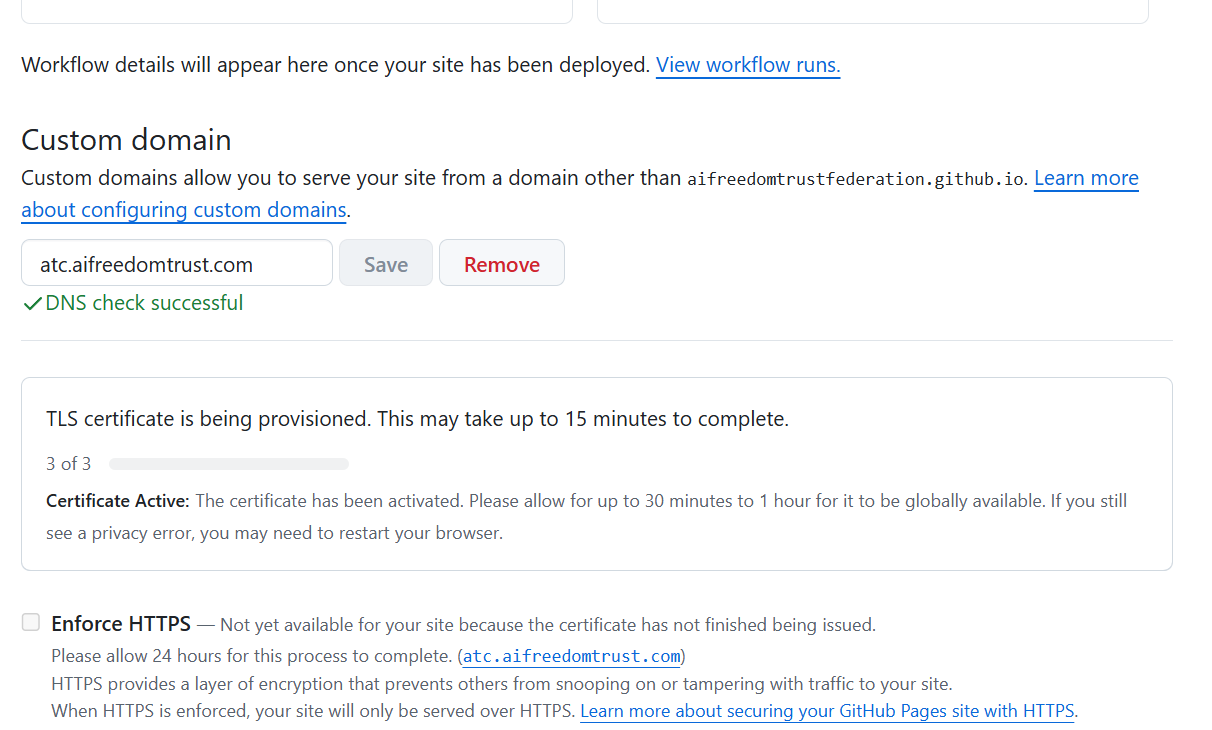 Workflow details will appear here once your site has been deployed. View workflow runs.
Custom domain
Custom domains allow you to serve your site from a domain other than aifreedomtrustfederation.github.io. Learn more
about configuring custom domains.
atc.aifreedomtrust.com Save Remove
DNS check successful
TLS certificate is being provisioned. This may take up to 15 minutes to complete.
3 of 3
Certificate Active: The certificate has been activated. Please allow for up to 30 minutes to 1 hour for it to be globally available. If you still
see a privacy error, you may need to restart your browser.
Enforce HTTPS — Not yet available for your site because the certificate has not finished being issued.
Please allow 24 hours for this process to complete. (atc.aifreedomtrust.com)
HTTPS provides a layer of encryption that prevents others from snooping on or tampering with traffic to your site.
When HTTPS is enforced, your site will only be served over HTTPS. Learn more about securing your GitHub Pages site with HTTPS.